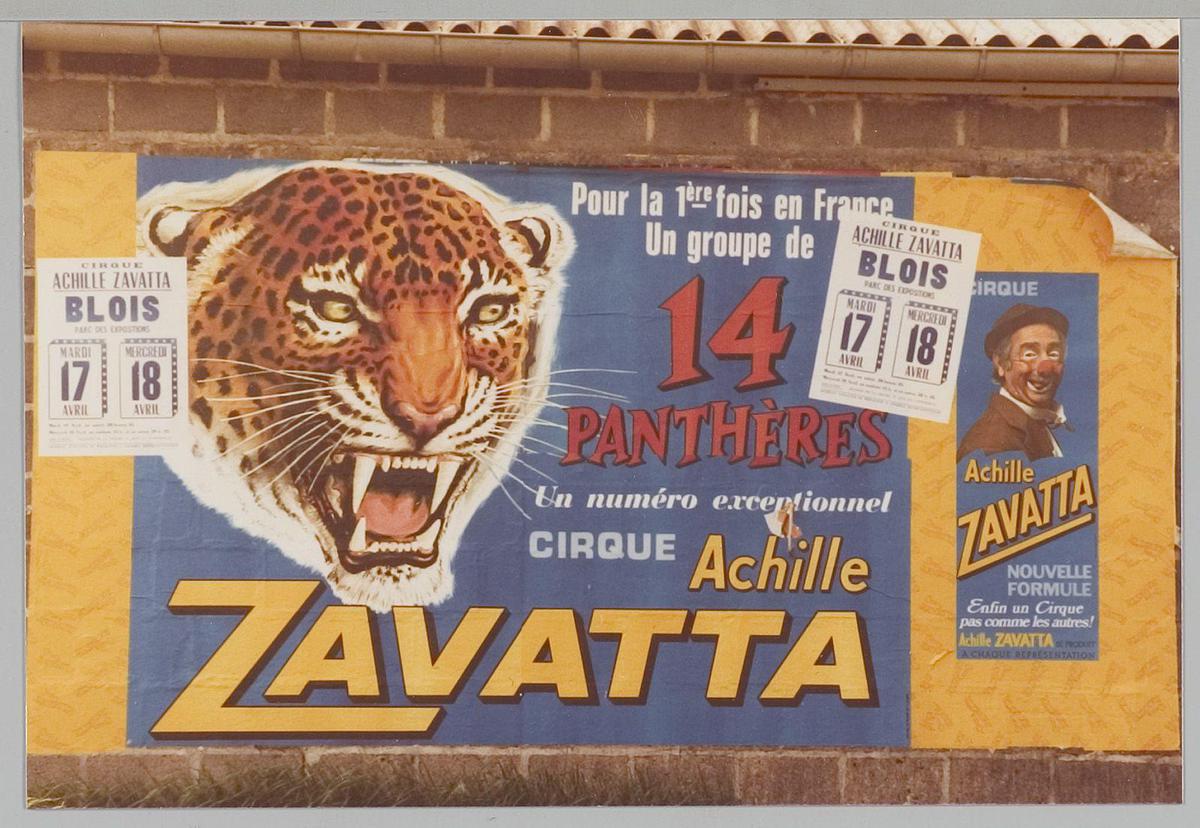 CIRQUE
ACHILLE ZAVATTA
BLOIS
PARC DES EXPOSITIONS
MARDI
17
AVRIL
MERCREDI
18
AVRIL
Pour la 1ère fois en France
Un groupe de
14
PANTHÈRES
Un numéro exceptionnel
CIRQUE Achille
ZAVATTA
CIRQUE
ACHILLE ZAVATTA
BLOIS
PARC DES EXPOSITIONS
MARDI
17
AVRIL
MERCREDI
18
AVRIL
CIRQUE
Achille
ZAVATTA
NOUVELLE
FORMULE
Enfin un Cirque
pas comme les autres!
Achille ZAVATTA SE PRODUIT
A CHAQUE REPRÉSENTATION